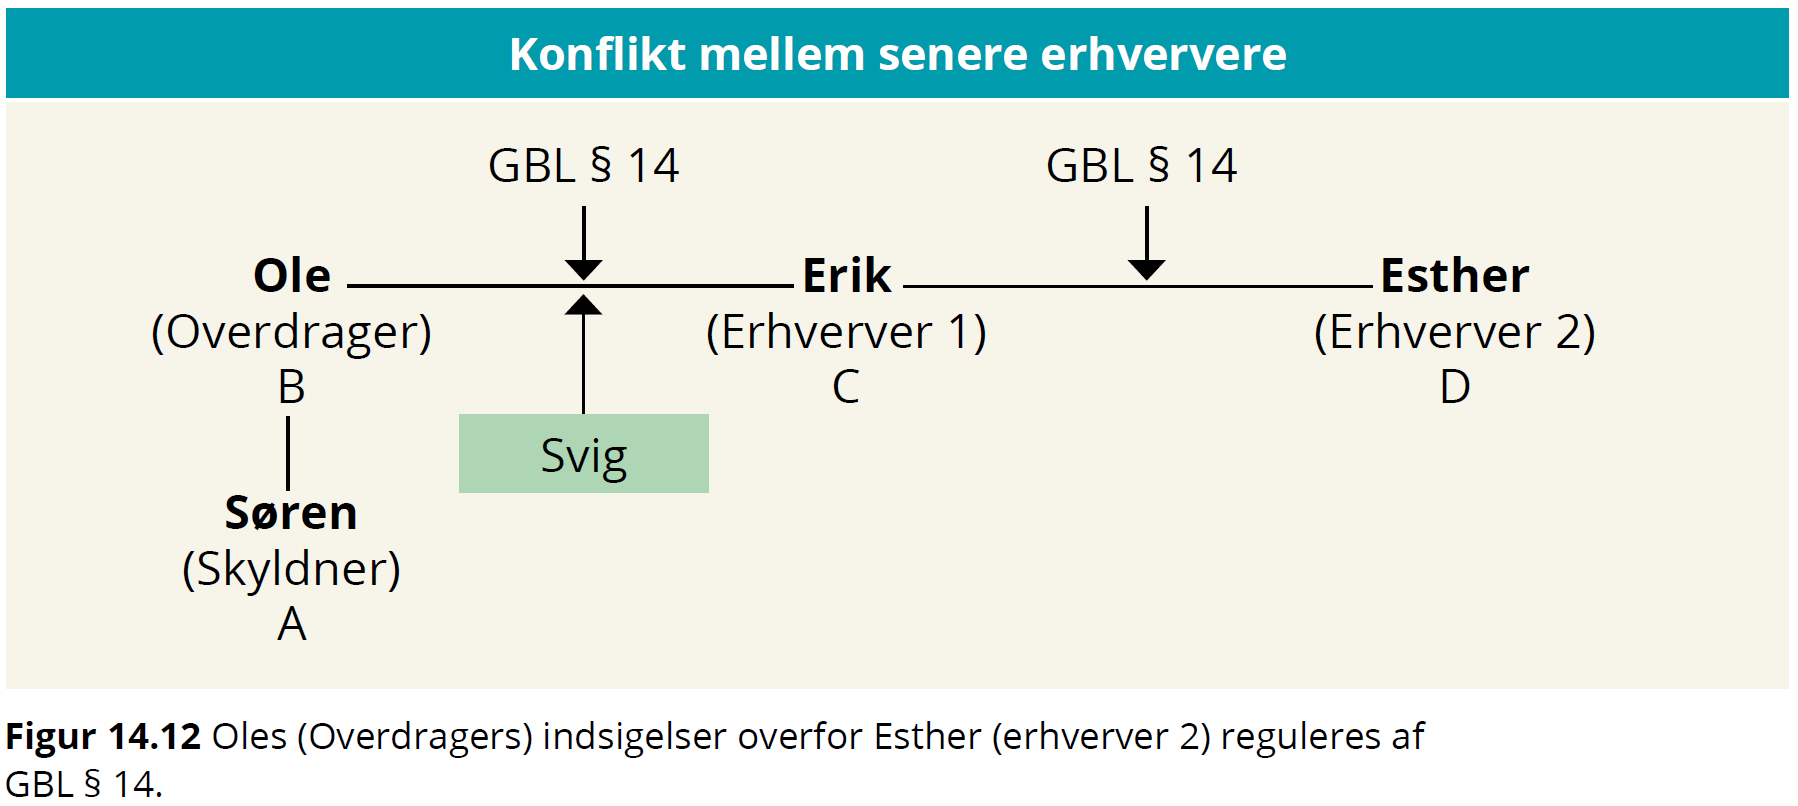 Konflikt mellem senere erhververe
GBL § 14
GBL § 14
Ole
Erik
Esther
(Overdrager)
(Erhverver 1)
(Erhverver 2)
B
C
D
Svig
Søren
(Skyldner)
A
Figur 14.12 Oles (Overdragers) indsigelser overfor Esther (erhverver 2) reguleres af
GBL § 14.